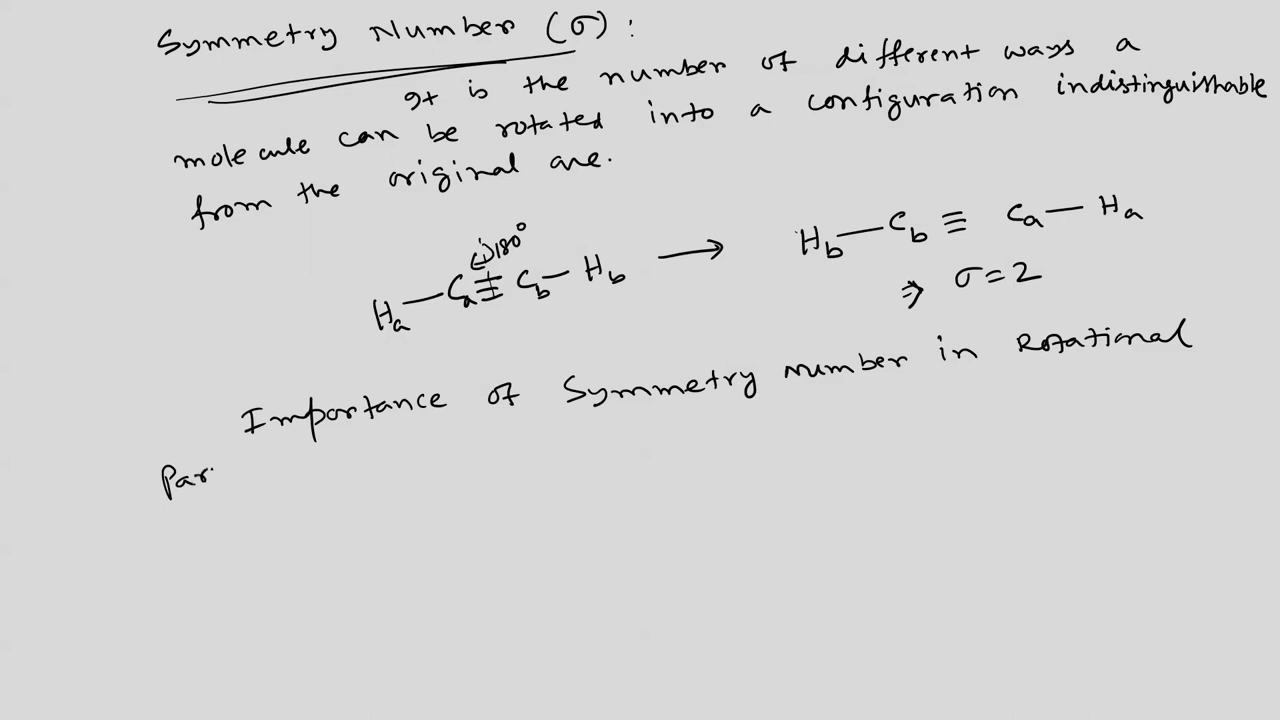 Symmetry Number (σ) :
It is the number of different ways a
molecule can be rotated into a configuration indistinguishable
from the original one.
180°
Ha — Ca ≡ Cb — Hb → Hb — Cb ≡ Ca — Ha
⇒ σ = 2
Importance of Symmetry number in Rotational
Par